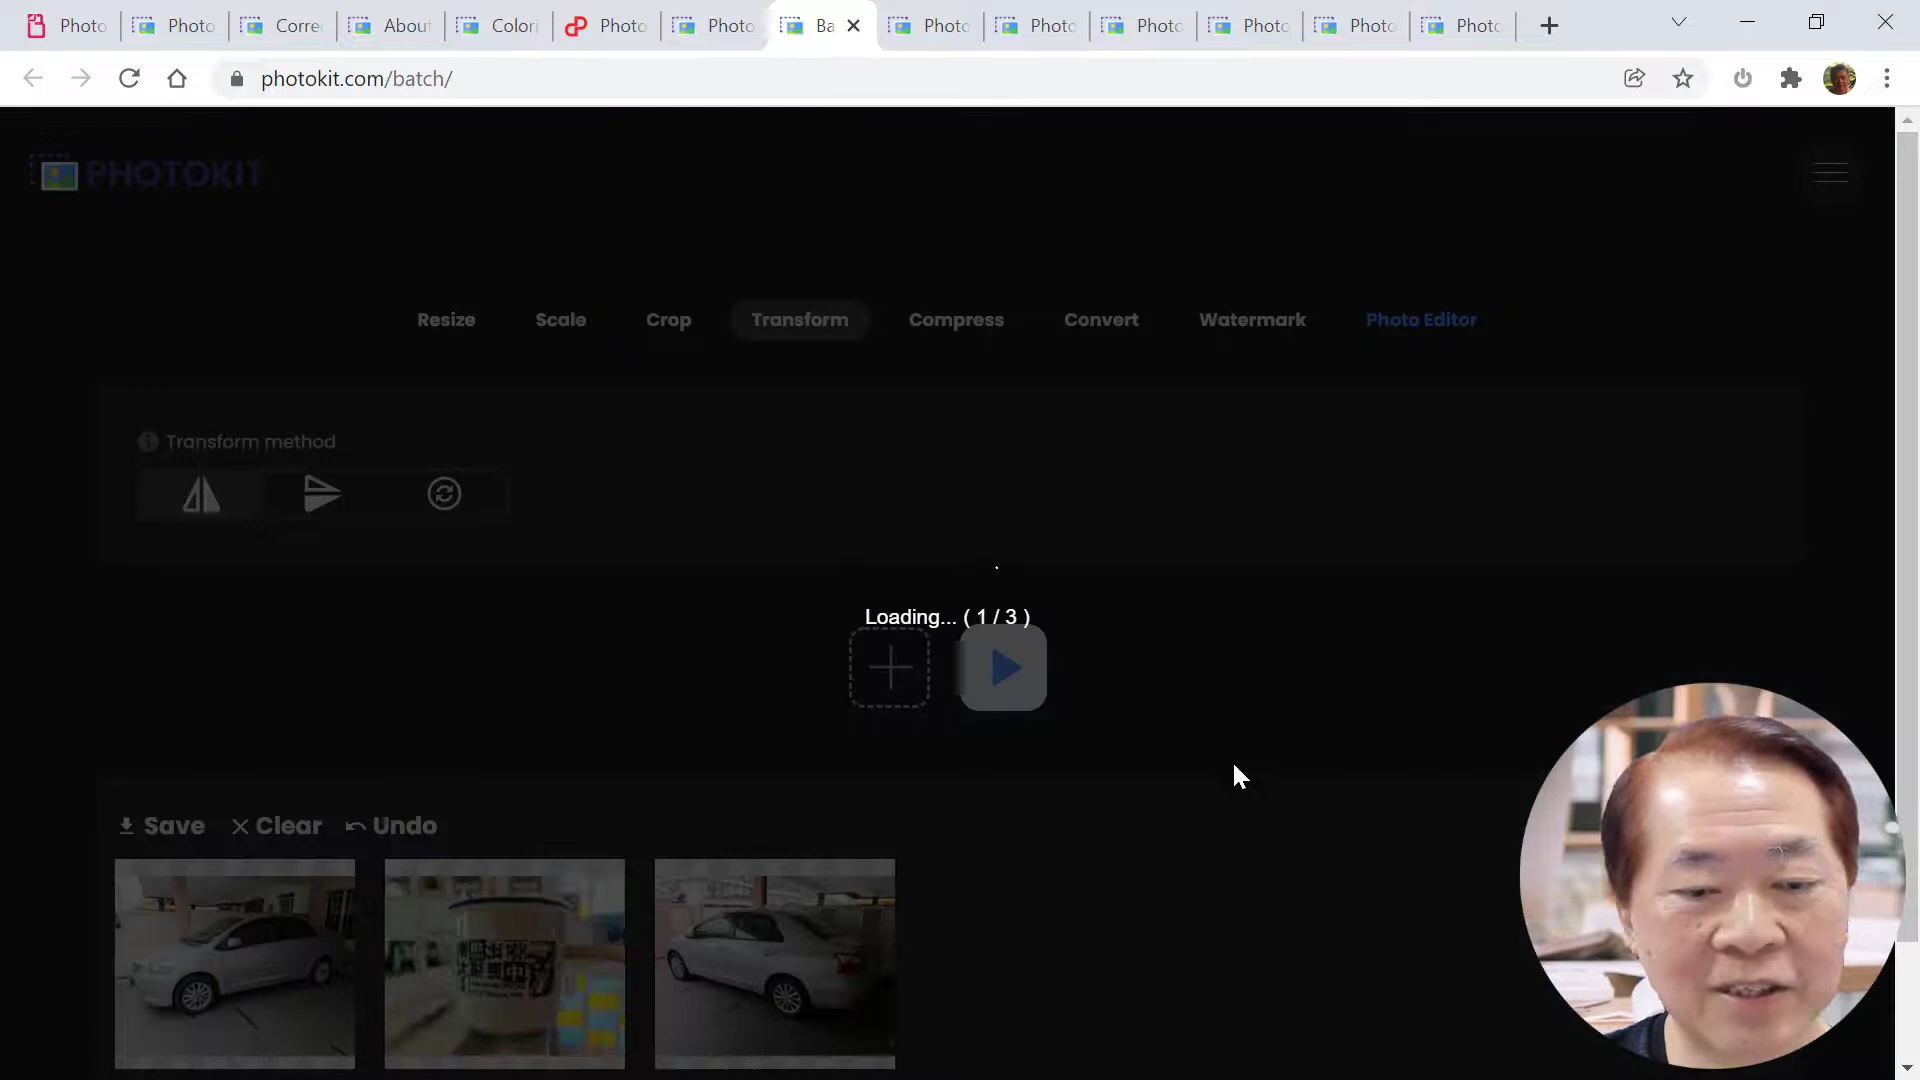 Photo
Photo
Corre
About
Colori
Photo
Photo
Ba
Photo
Photo
Photo
Photo
Photo
Photo
photokit.com/batch/
PHOTOKIT
Resize
Scale
Crop
Transform
Compress
Convert
Watermark
Photo Editor
Transform method
Loading... ( 1 / 3 )
Save
Clear
Undo